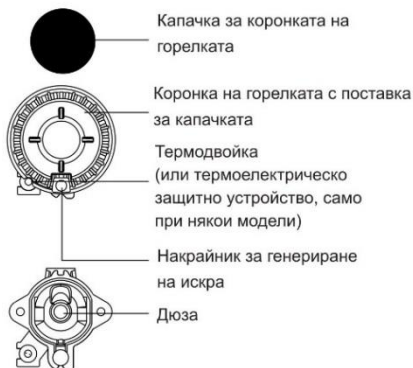 Капачка за коронката на
горелката
Коронка на горелката с поставка
за капачката
Термодвойка
(или термоелектрическо
защитно устройство, само
при някои модели)
Накрайник за генериране
на искра
Дюза